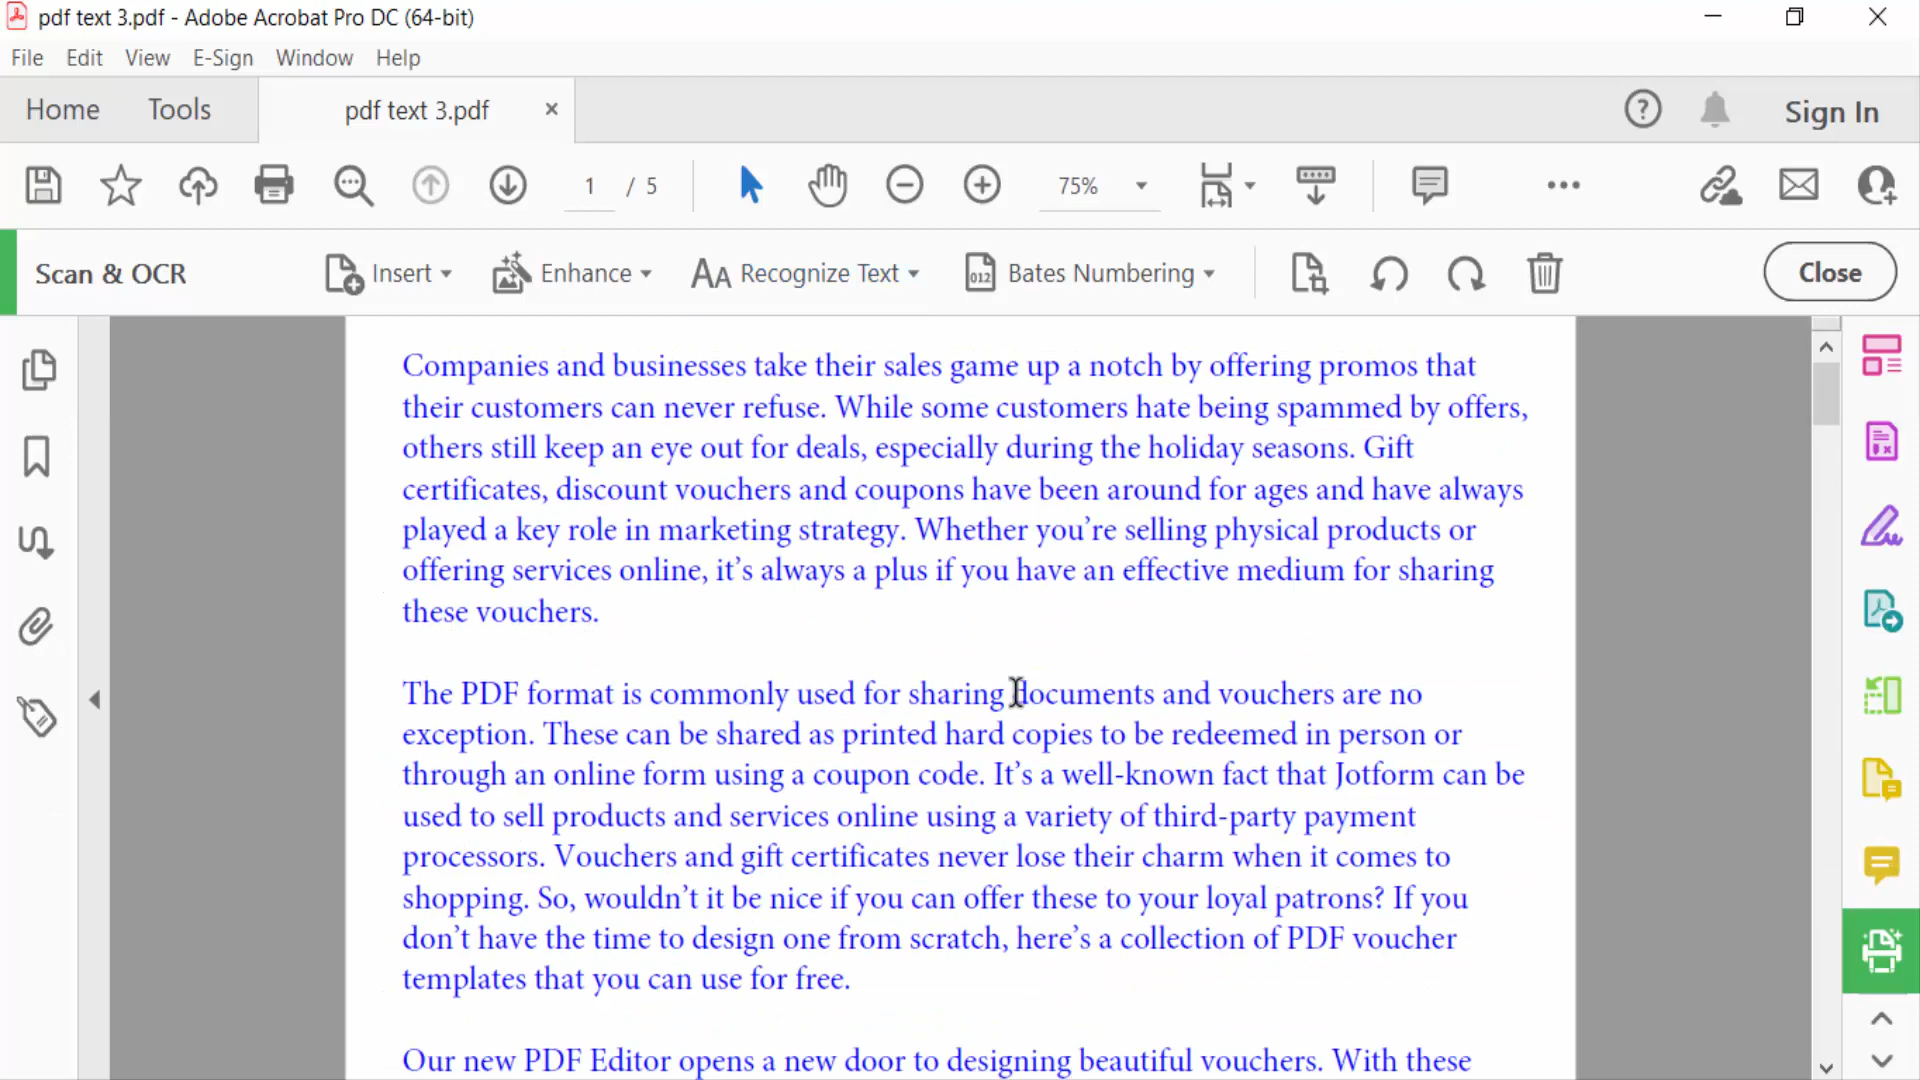 pdf text 3.pdf - Adobe Acrobat Pro DC (64-bit)
File Edit View E-Sign Window Help
Home Tools pdf text 3.pdf × ? Sign In
1 / 5 75%
Scan & OCR Insert Enhance Recognize Text 012 Bates Numbering Close
Companies and businesses take their sales game up a notch by offering promos that
their customers can never refuse. While some customers hate being spammed by offers,
others still keep an eye out for deals, especially during the holiday seasons. Gift
certificates, discount vouchers and coupons have been around for ages and have always
played a key role in marketing strategy. Whether you're selling physical products or
offering services online, it's always a plus if you have an effective medium for sharing
these vouchers.
The PDF format is commonly used for sharing documents and vouchers are no
exception. These can be shared as printed hard copies to be redeemed in person or
through an online form using a coupon code. It's a well-known fact that Jotform can be
used to sell products and services online using a variety of third-party payment
processors. Vouchers and gift certificates never lose their charm when it comes to
shopping. So, wouldn't it be nice if you can offer these to your loyal patrons? If you
don't have the time to design one from scratch, here's a collection of PDF voucher
templates that you can use for free.
Our new PDF Editor opens a new door to designing beautiful vouchers. With these